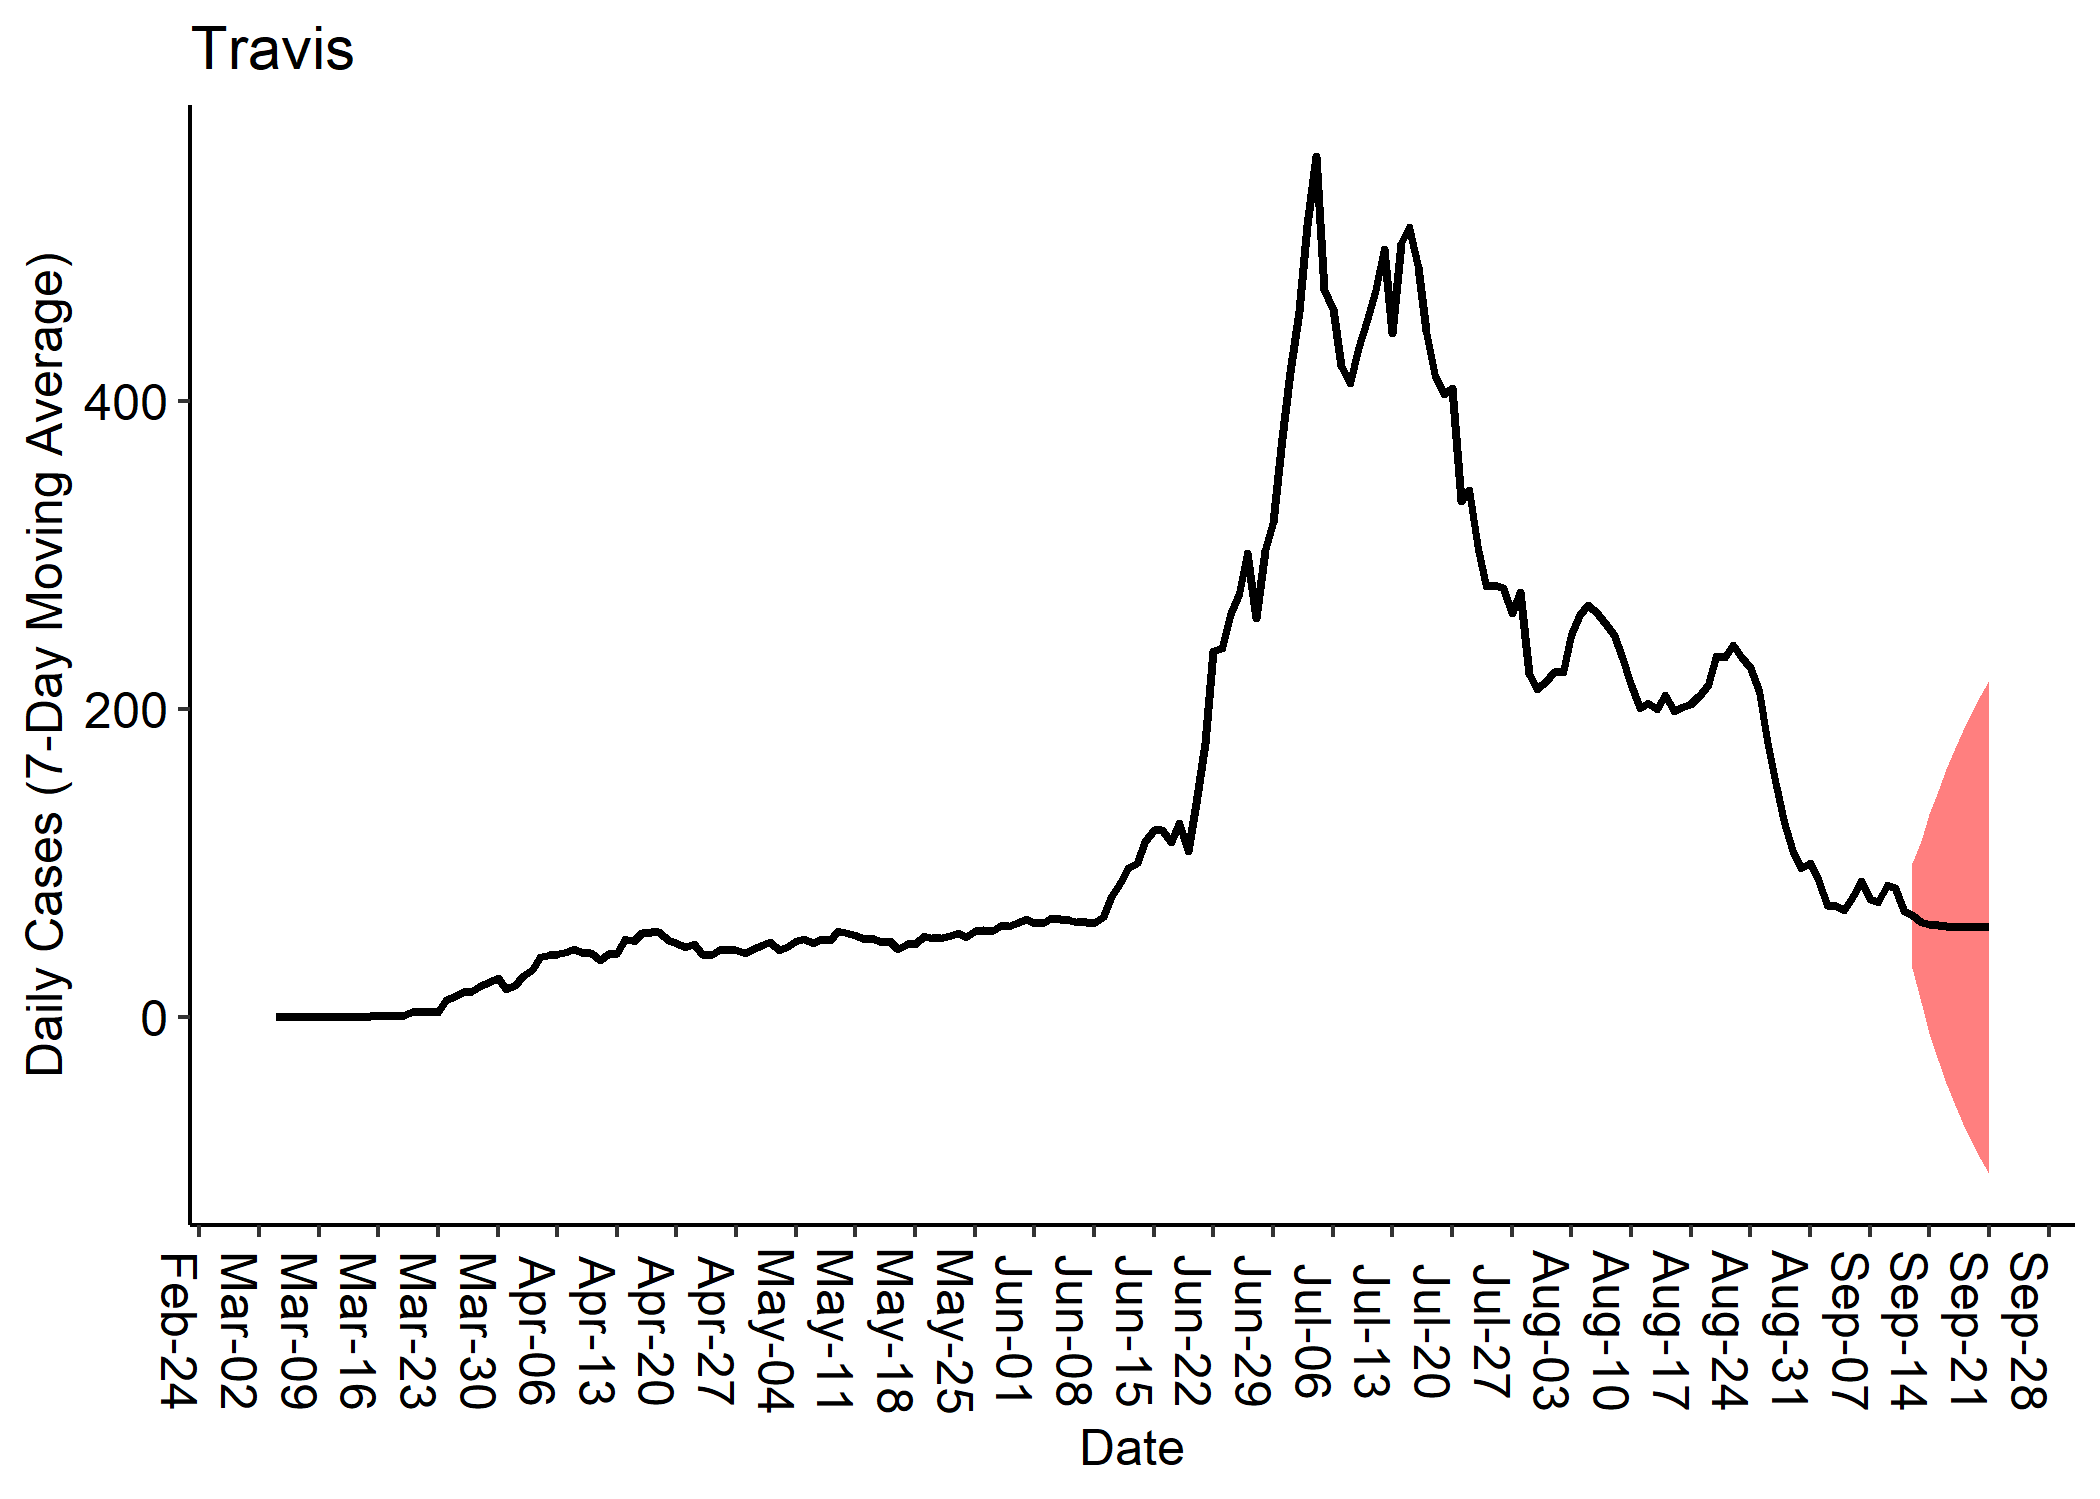 Travis
Daily Cases (7-Day Moving Average)
400
200
0
Feb-24
Mar-02
Mar-09
Mar-16
Mar-23
Mar-30
Apr-06
Apr-13
Apr-20
Apr-27
May-04
May-11
May-18
May-25
Jun-01
Jun-08
Jun-15
Jun-22
Jun-29
Jul-06
Jul-13
Jul-20
Jul-27
Aug-03
Aug-10
Aug-17
Aug-24
Aug-31
Sep-07
Sep-14
Sep-21
Sep-28
Date